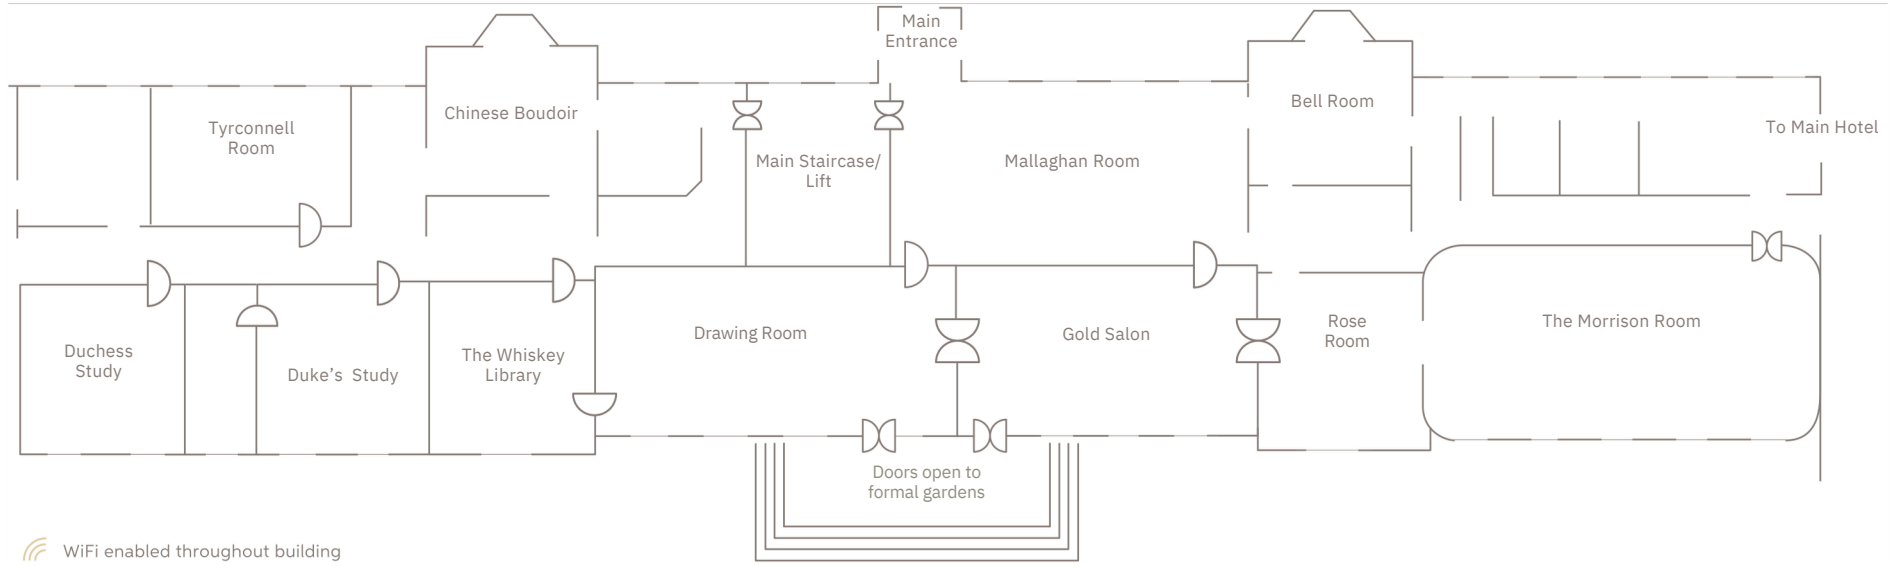 Main
Entrance
Tyrconnell
Room
Chinese Boudoir
Main Staircase/
Lift
Mallaghan Room
Bell Room
To Main Hotel
Duchess
Study
Duke’s  Study
The Whiskey
Library
Drawing Room
Gold Salon
Rose
Room
The Morrison Room
Doors open to
formal gardens
WiFi enabled throughout building